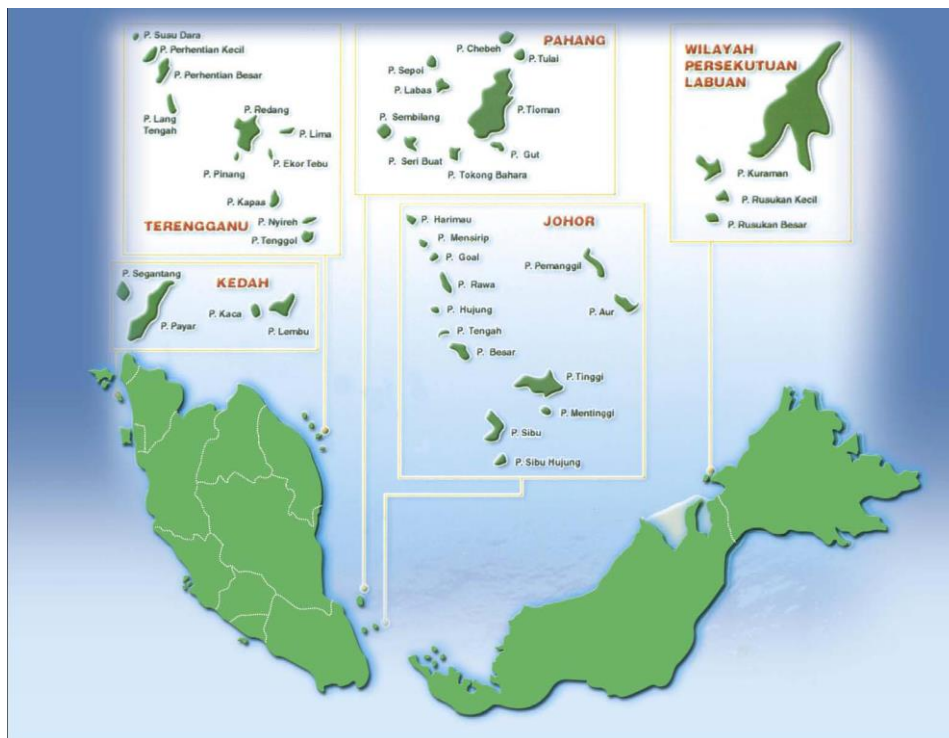 P. Susu Dara
P. Perhentian Kecil
P. Perhentian Besar
P. Lang
Tengah
P. Redang
P. Lima
P. Ekor Tebu
P. Pinang
P. Kapaa
P. Nyireh
TERENGGANU
P. Tenggol
PAHANG
P. Chebeh
P. Tulai
P. Sepoi
P. Labas
P. Tioman
P. Sembilang
P. Seri Buat
P. Gut
P. Tokong Bahara
WILAYAH
PERSEKUTUAN
LABUAN
P. Kuraman
P. Rusukan Kecil
P. Rusukan Besar
KEDAH
P. Segantang
P. Payar
P. Kaca
P. Lembu
JOHOR
P. Harimau
P. Mensirip
P. Goal
P. Pemanggil
P. Rawa
P. Hujung
P. Aur
P. Tengah
P. Besar
P. Tinggi
P. Mentinggi
P. Sibu
P. Sibu Hujung